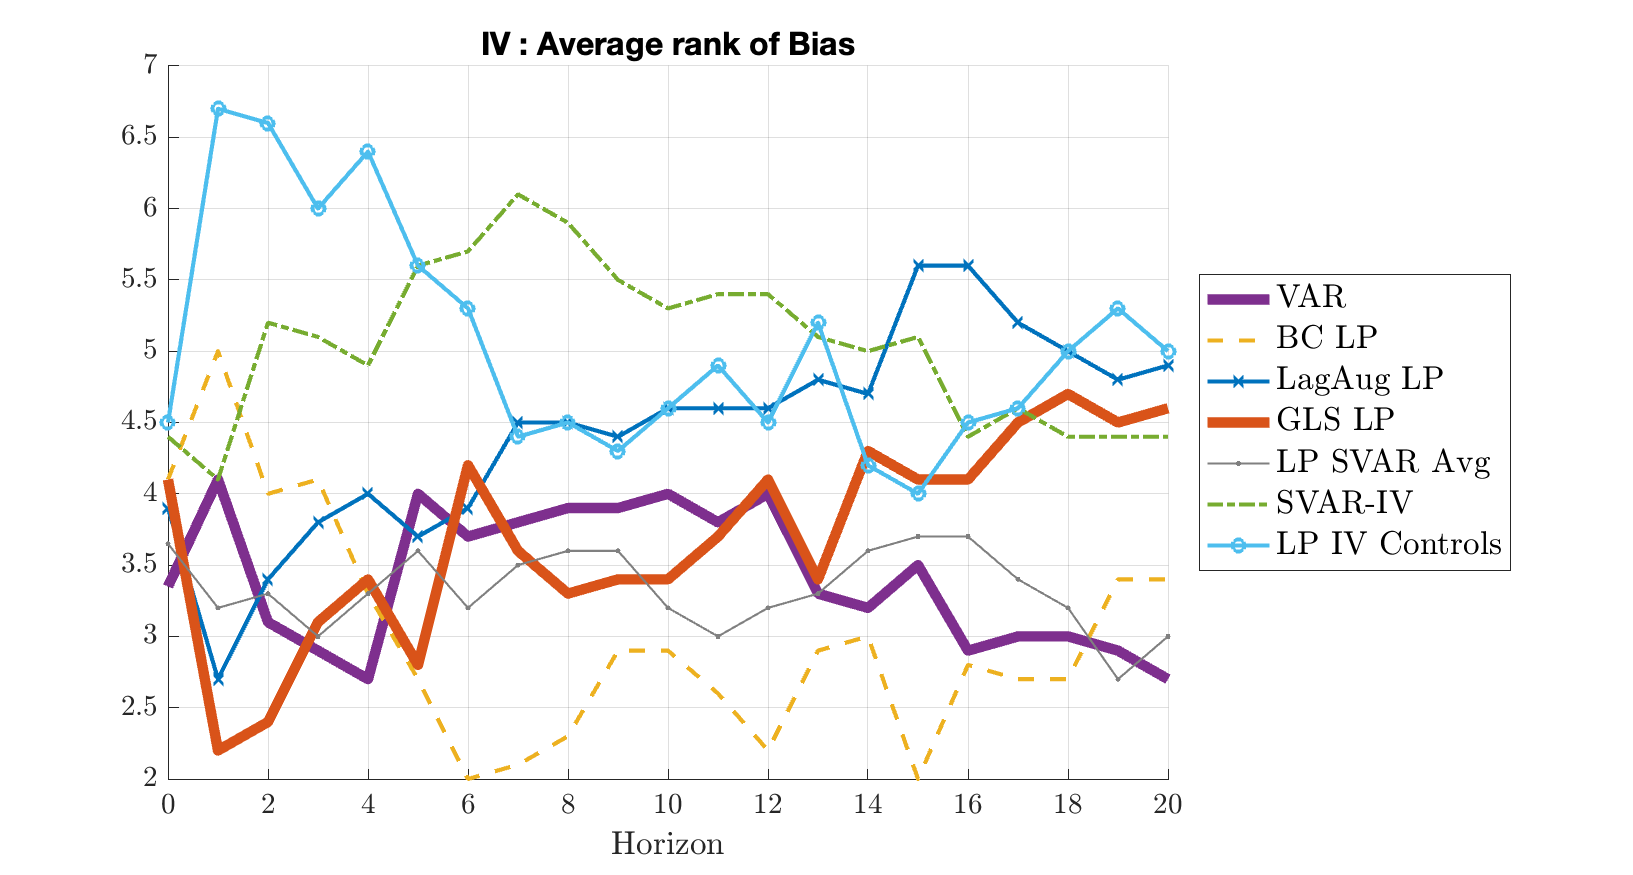 IV : Average rank of Bias
7
6.5
6
5.5
5
4.5
4
3.5
3
2.5
2
0 2 4 6 8 10 12 14 16 18 20
Horizon
VAR
BC LP
LagAug LP
GLS LP
LP SVAR Avg
SVAR-IV
LP IV Controls